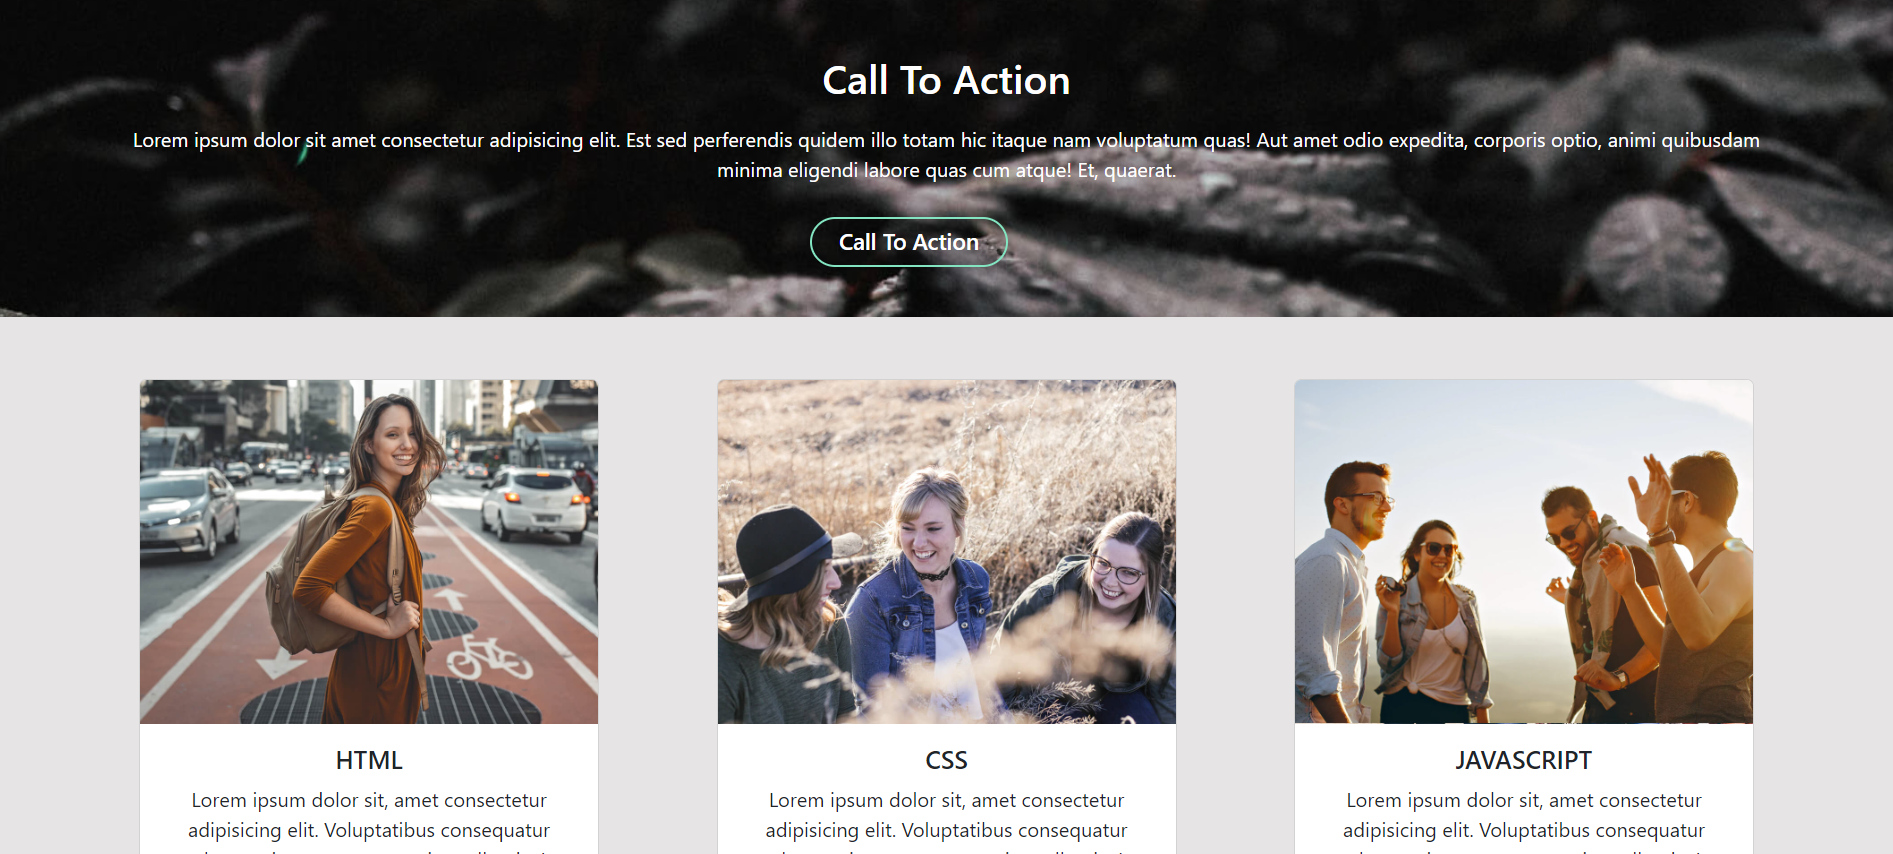 Call To Action
Lorem ipsum dolor sit amet consectetur adipisicing elit. Est sed perferendis quidem illo totam hic itaque nam voluptatum quas! Aut amet odio expedita, corporis optio, animi quibusdam
minima eligendi labore quas cum atque! Et, quaerat.
Call To Action
HTML
Lorem ipsum dolor sit, amet consectetur
adipisicing elit. Voluptatibus consequatur
CSS
Lorem ipsum dolor sit, amet consectetur
adipisicing elit. Voluptatibus consequatur
JAVASCRIPT
Lorem ipsum dolor sit, amet consectetur
adipisicing elit. Voluptatibus consequatur